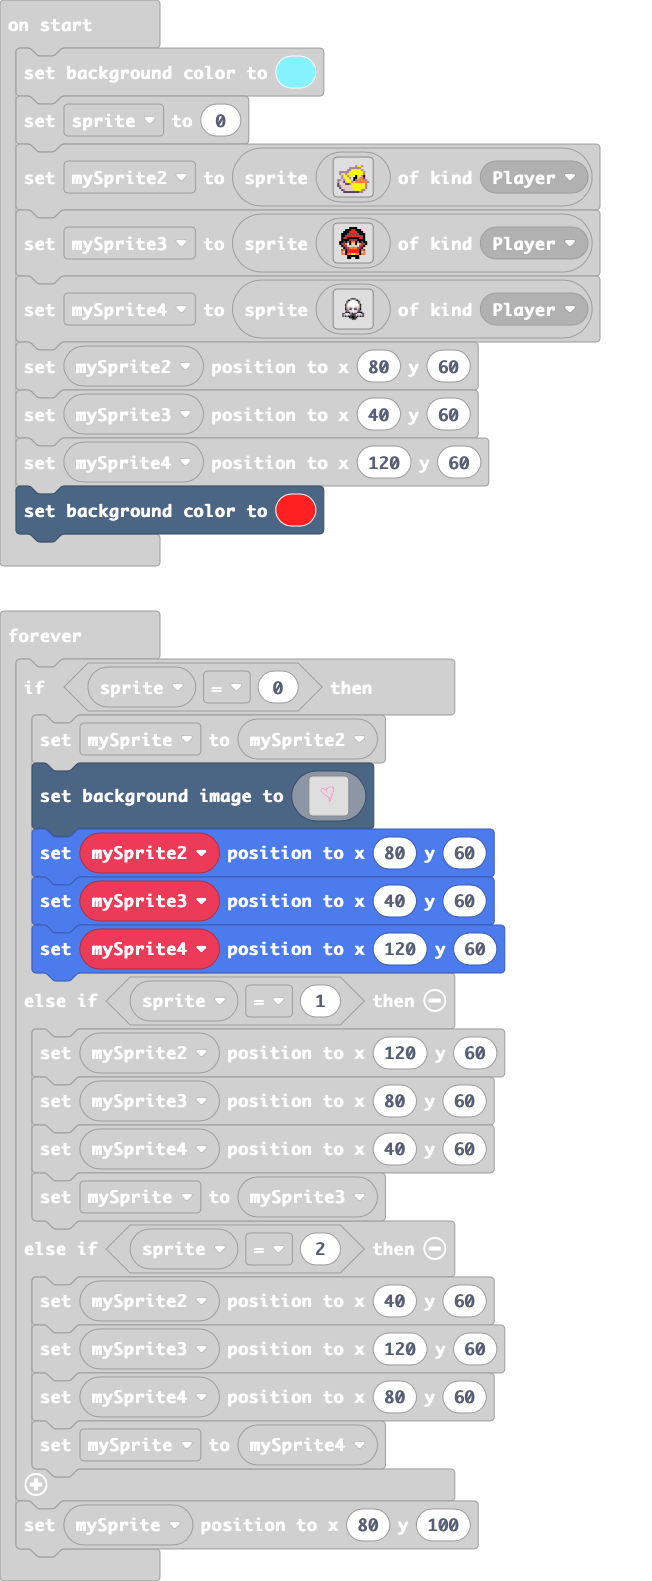 on start
set background color to
set sprite to 0
set mySprite2 to sprite of kind Player
set mySprite3 to sprite of kind Player
set mySprite4 to sprite of kind Player
set mySprite2 position to x 80 y 60
set mySprite3 position to x 40 y 60
set mySprite4 position to x 120 y 60
set background color to
forever
if sprite = 0 then
set mySprite to mySprite2
set background image to
set mySprite2 position to x 80 y 60
set mySprite3 position to x 40 y 60
set mySprite4 position to x 120 y 60
else if sprite = 1 then
set mySprite2 position to x 120 y 60
set mySprite3 position to x 80 y 60
set mySprite4 position to x 40 y 60
set mySprite to mySprite3
else if sprite = 2 then
set mySprite2 position to x 40 y 60
set mySprite3 position to x 120 y 60
set mySprite4 position to x 80 y 60
set mySprite to mySprite4
set mySprite position to x 80 y 100